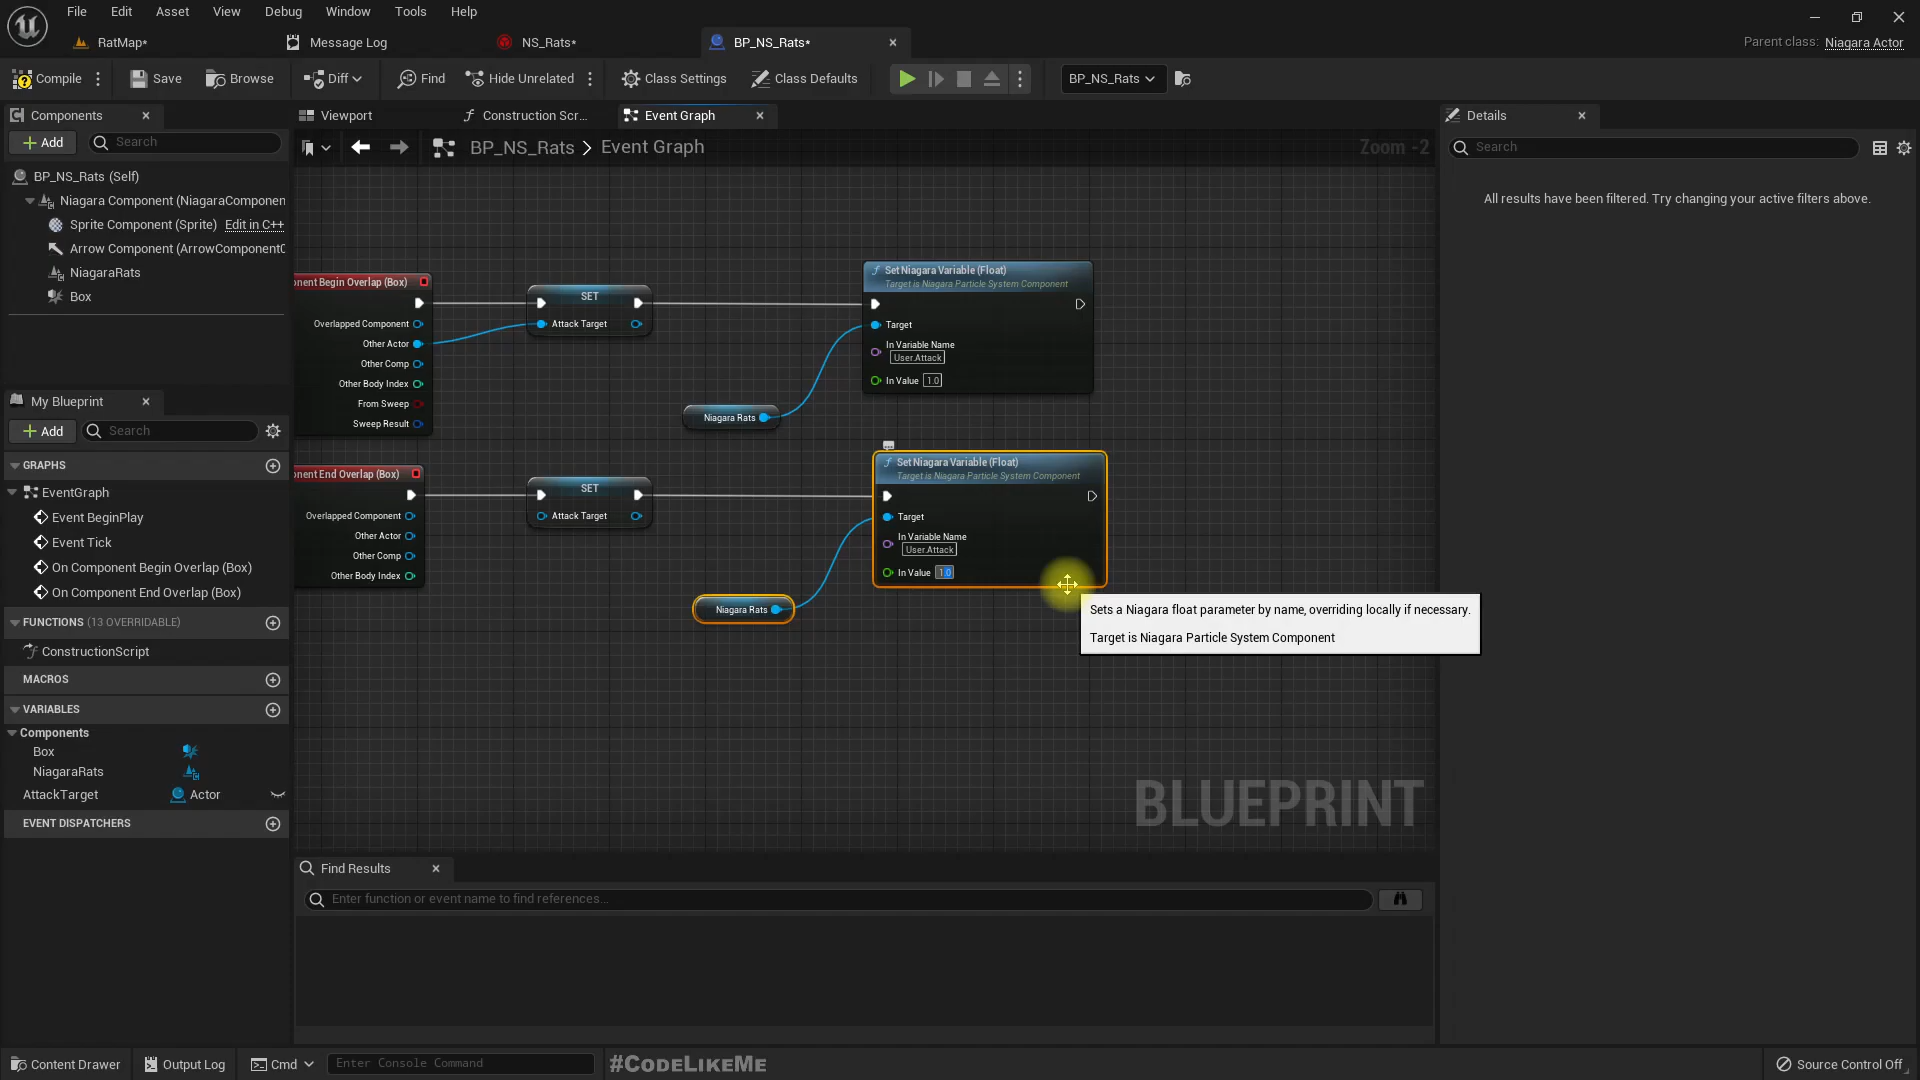 File Edit Asset View Debug Window Tools Help
RatMap* Message Log NS_Rats* BP_NS_Rats* Parent class: Niagara Actor
Compile Save Browse Diff Find Hide Unrelated Class Settings Class Defaults BP_NS_Rats
Components Viewport Construction Scr... Event Graph Details
Add Search BP_NS_Rats > Event Graph Zoom -2 Search
BP_NS_Rats (Self)
Niagara Component (NiagaraComponen
Sprite Component (Sprite) Edit in C++
Arrow Component (ArrowComponent0
NiagaraRats
Box
All results have been filtered. Try changing your active filters above.
My Blueprint
Add Search
GRAPHS
EventGraph
Event BeginPlay
Event Tick
On Component Begin Overlap (Box)
On Component End Overlap (Box)
FUNCTIONS (13 OVERRIDABLE)
ConstructionScript
MACROS
VARIABLES
Components
Box
NiagaraRats
AttackTarget Actor
EVENT DISPATCHERS
onent Begin Overlap (Box)
Overlapped Component
Other Actor
Other Comp
Other Body Index
From Sweep
Sweep Result
SET
Attack Target
Niagara Rats
Set Niagara Variable (Float)
Target is Niagara Particle System Component
Target
In Variable Name
User.Attack
In Value 1.0
onent End Overlap (Box)
Overlapped Component
Other Actor
Other Comp
Other Body Index
SET
Attack Target
Niagara Rats
Set Niagara Variable (Float)
Target is Niagara Particle System Component
Target
In Variable Name
User.Attack
In Value 1.0
Sets a Niagara float parameter by name, overriding locally if necessary.
Target is Niagara Particle System Component
BLUEPRINT
Find Results
Enter function or event name to find references...
Content Drawer Output Log Cmd Enter Console Command #CODELIKEME Source Control Off